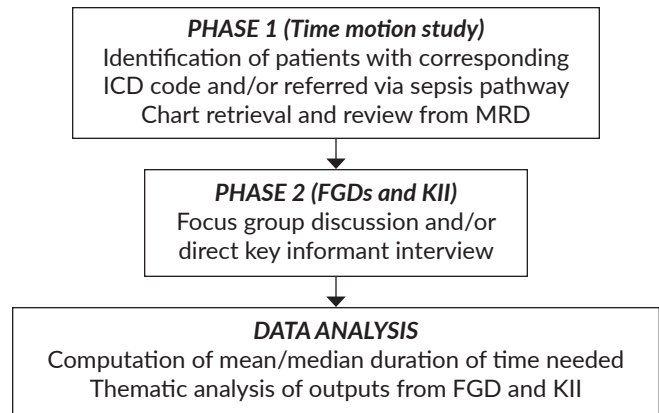 PHASE 1 (Time motion study)
Identification of patients with corresponding
ICD code and/or referred via sepsis pathway
Chart retrieval and review from MRD
PHASE 2 (FGDs and KII)
Focus group discussion and/or
direct key informant interview
DATA ANALYSIS
Computation of mean/median duration of time needed
Thematic analysis of outputs from FGD and KII